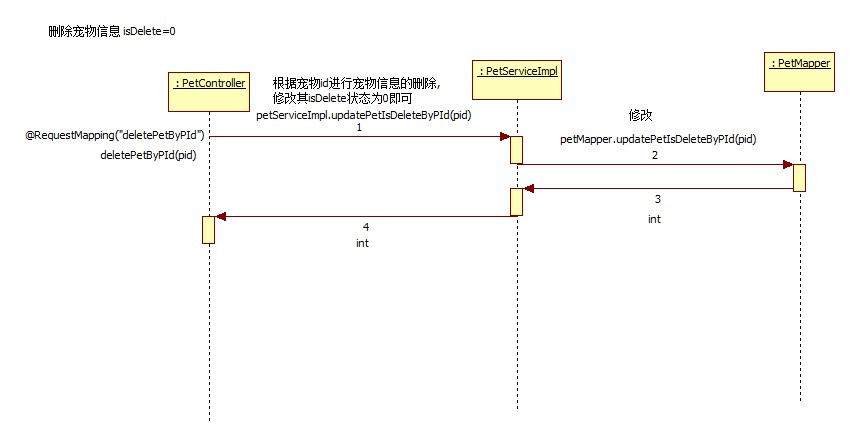 删除宠物信息 isDelete=0
: PetController
: PetServiceImpl
: PetMapper
根据宠物id进行宠物信息的删除,
修改其isDelete状态为0即可
petServiceImpl.updatePetIsDeleteByPId(pid)
1
修改
@RequestMapping("deletePetByPId")
deletePetByPId(pid)
petMapper.updatePetIsDeleteByPId(pid)
2
3
int
4
int